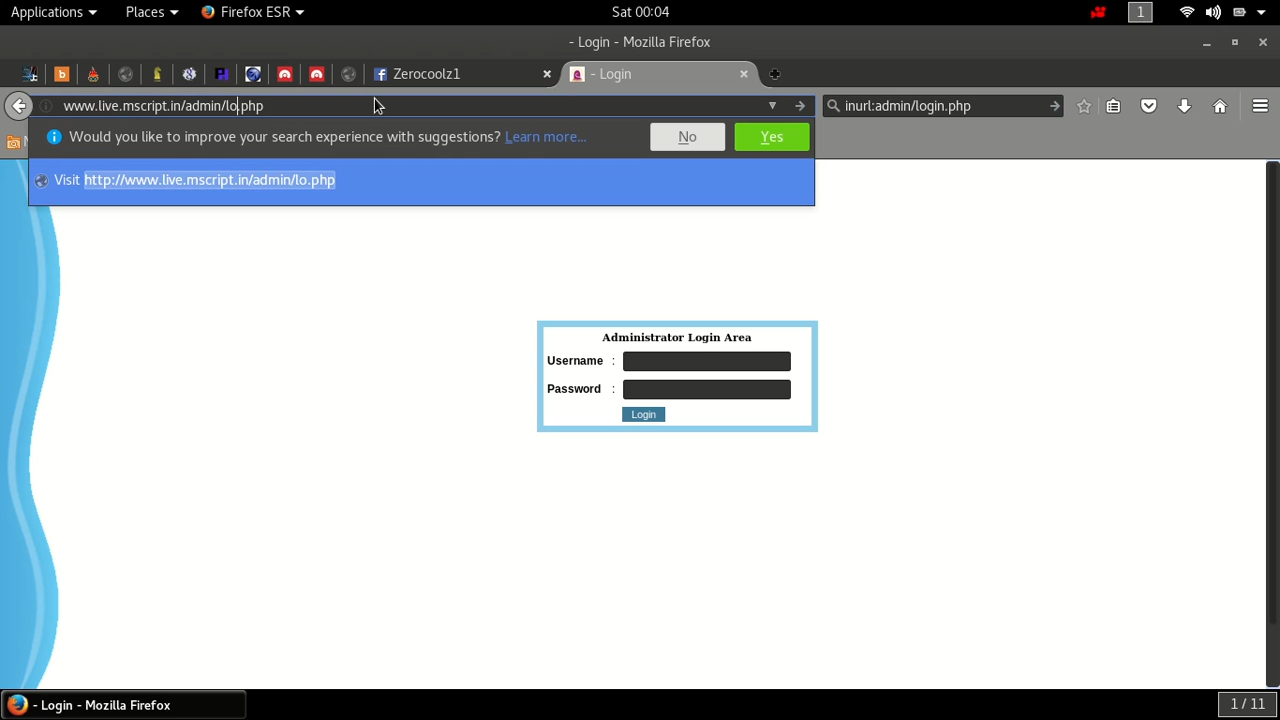 Applications Places Firefox ESR Sat 00:04 1
- Login - Mozilla Firefox
Zerocoolz1 - Login
www.live.mscript.in/admin/lo.php inurl:admin/login.php
Would you like to improve your search experience with suggestions? Learn more... No Yes
Visit http://www.live.mscript.in/admin/lo.php
Administrator Login Area
Username :
Password :
Login
- Login - Mozilla Firefox 1 / 11